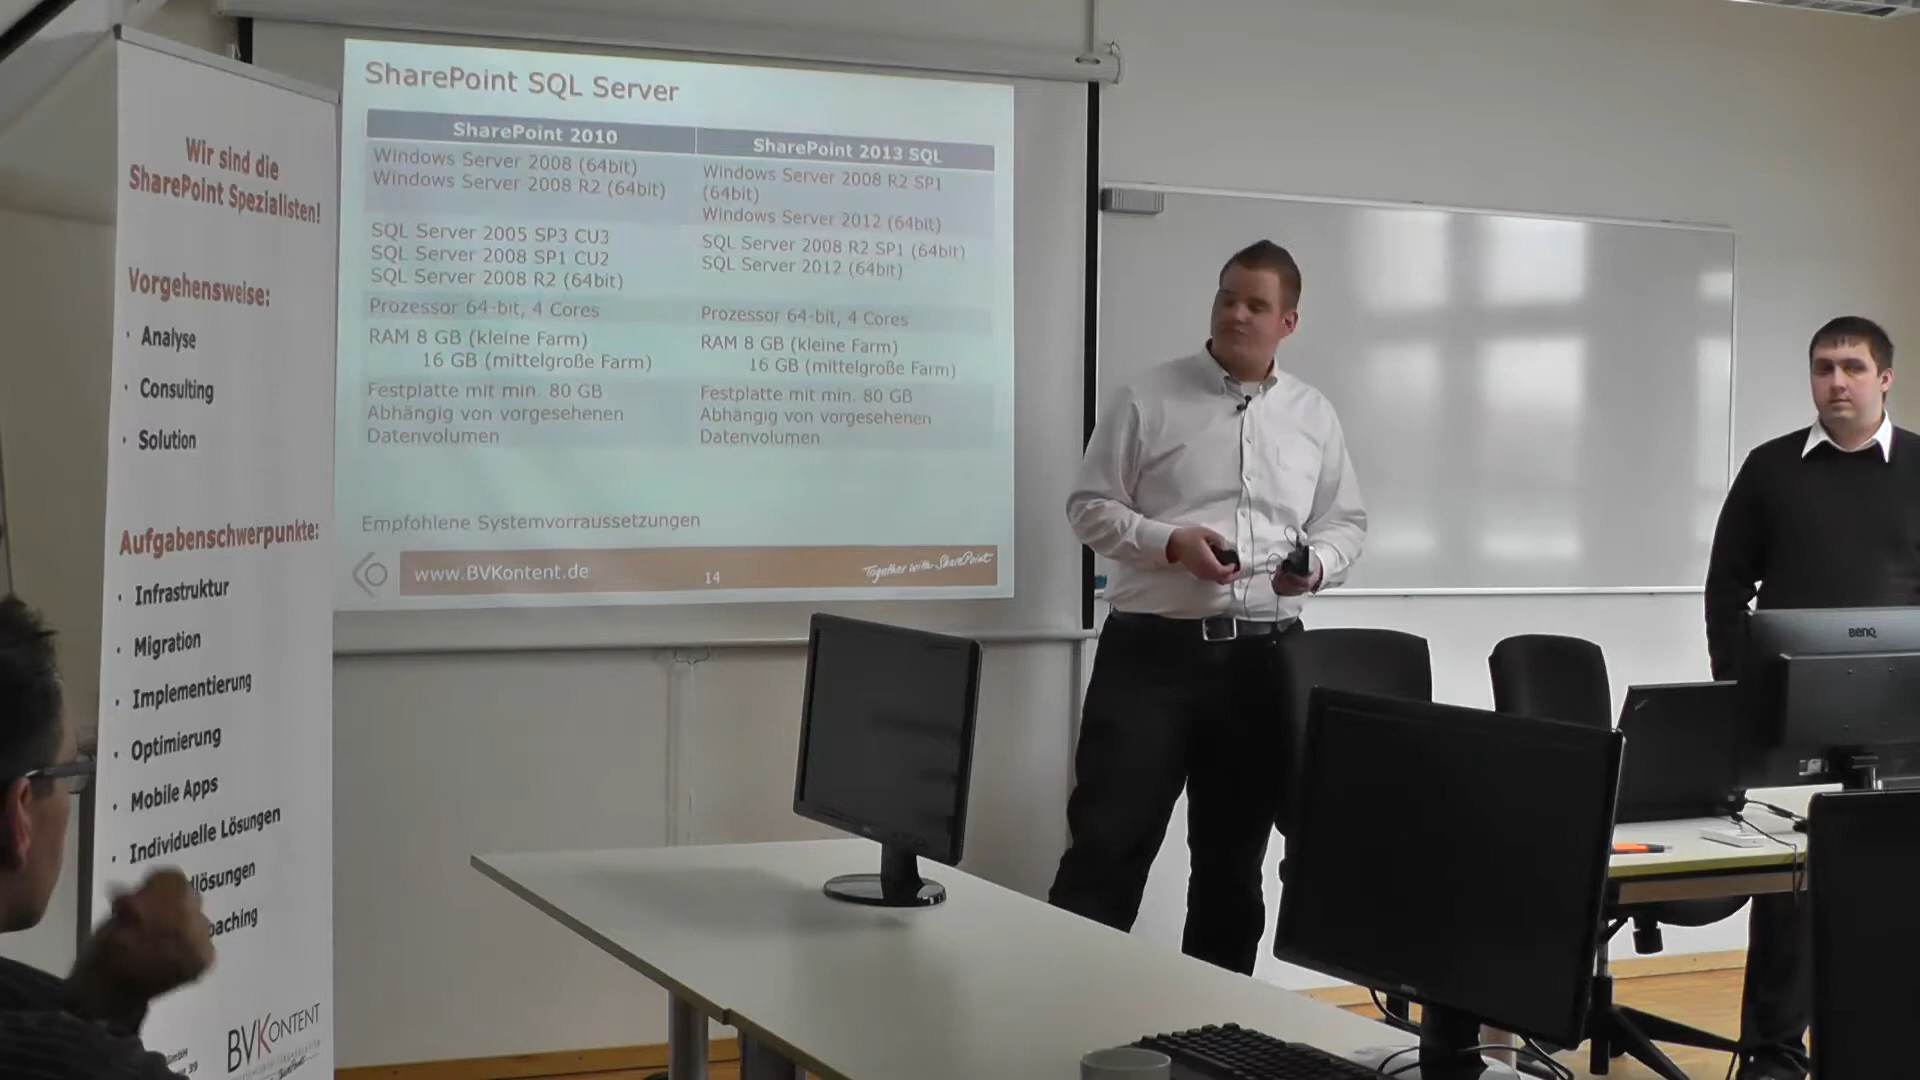 Wir sind die
SharePoint Spezialisten!
Vorgehensweise:
· Analyse
· Consulting
· Solution
Aufgabenschwerpunkte:
· Infrastruktur
· Migration
· Implementierung
· Optimierung
· Mobile Apps
· Individuelle Lösungen
BVKONTENT
39
SharePoint SQL Server
SharePoint 2010
Windows Server 2008 (64bit)
Windows Server 2008 R2 (64bit)
SQL Server 2005 SP3 CU3
SQL Server 2008 SP1 CU2
SQL Server 2008 R2 (64bit)
Prozessor 64-bit, 4 Cores
RAM 8 GB (kleine Farm)
16 GB (mittelgroße Farm)
Festplatte mit min. 80 GB
Abhängig von vorgesehenen
Datenvolumen
SharePoint 2013 SQL
Windows Server 2008 R2 SP1
(64bit)
Windows Server 2012 (64bit)
SQL Server 2008 R2 SP1 (64bit)
SQL Server 2012 (64bit)
Prozessor 64-bit, 4 Cores
RAM 8 GB (kleine Farm)
16 GB (mittelgroße Farm)
Festplatte mit min. 80 GB
Abhängig von vorgesehenen
Datenvolumen
Empfohlene Systemvorraussetzungen
www.BVKontent.de
14
Together with SharePoint
BenQ